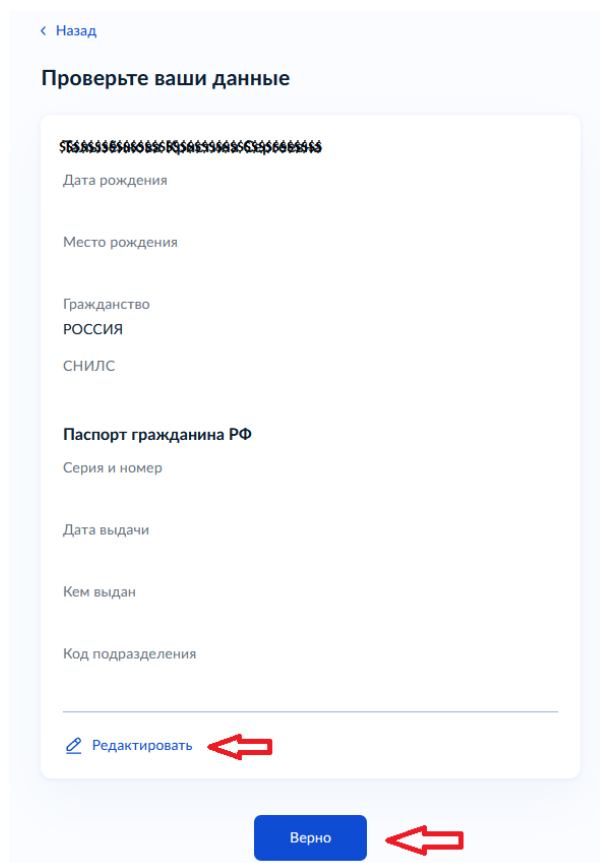 Назад
Проверьте ваши данные
Дата рождения
Место рождения
Гражданство
РОССИЯ
СНИЛС
Паспорт гражданина РФ
Серия и номер
Дата выдачи
Кем выдан
Код подразделения
Редактировать
Верно